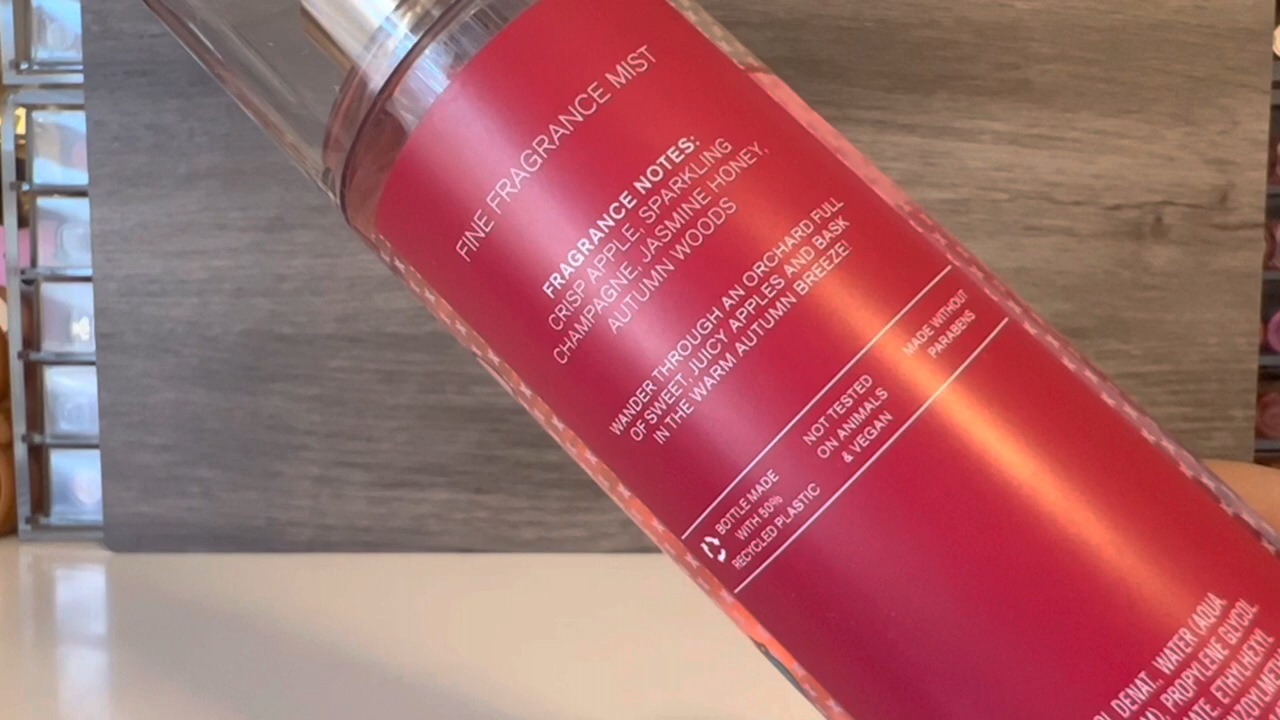 FINE FRAGRANCE MIST
FRAGRANCE NOTES:
CRISP APPLE, SPARKLING
CHAMPAGNE, JASMINE HONEY,
AUTUMN WOODS
WANDER THROUGH AN ORCHARD FULL
OF SWEET, JUICY APPLES AND BASK
IN THE WARM AUTUMN BREEZE!
BOTTLE MADE
WITH 50%
RECYCLED PLASTIC
NOT TESTED
ON ANIMALS
& VEGAN
MADE WITHOUT
PARABENS
DENAT., WATER (AQUA,
PROPYLENE GLYCOL,
ETHYLHEXYL